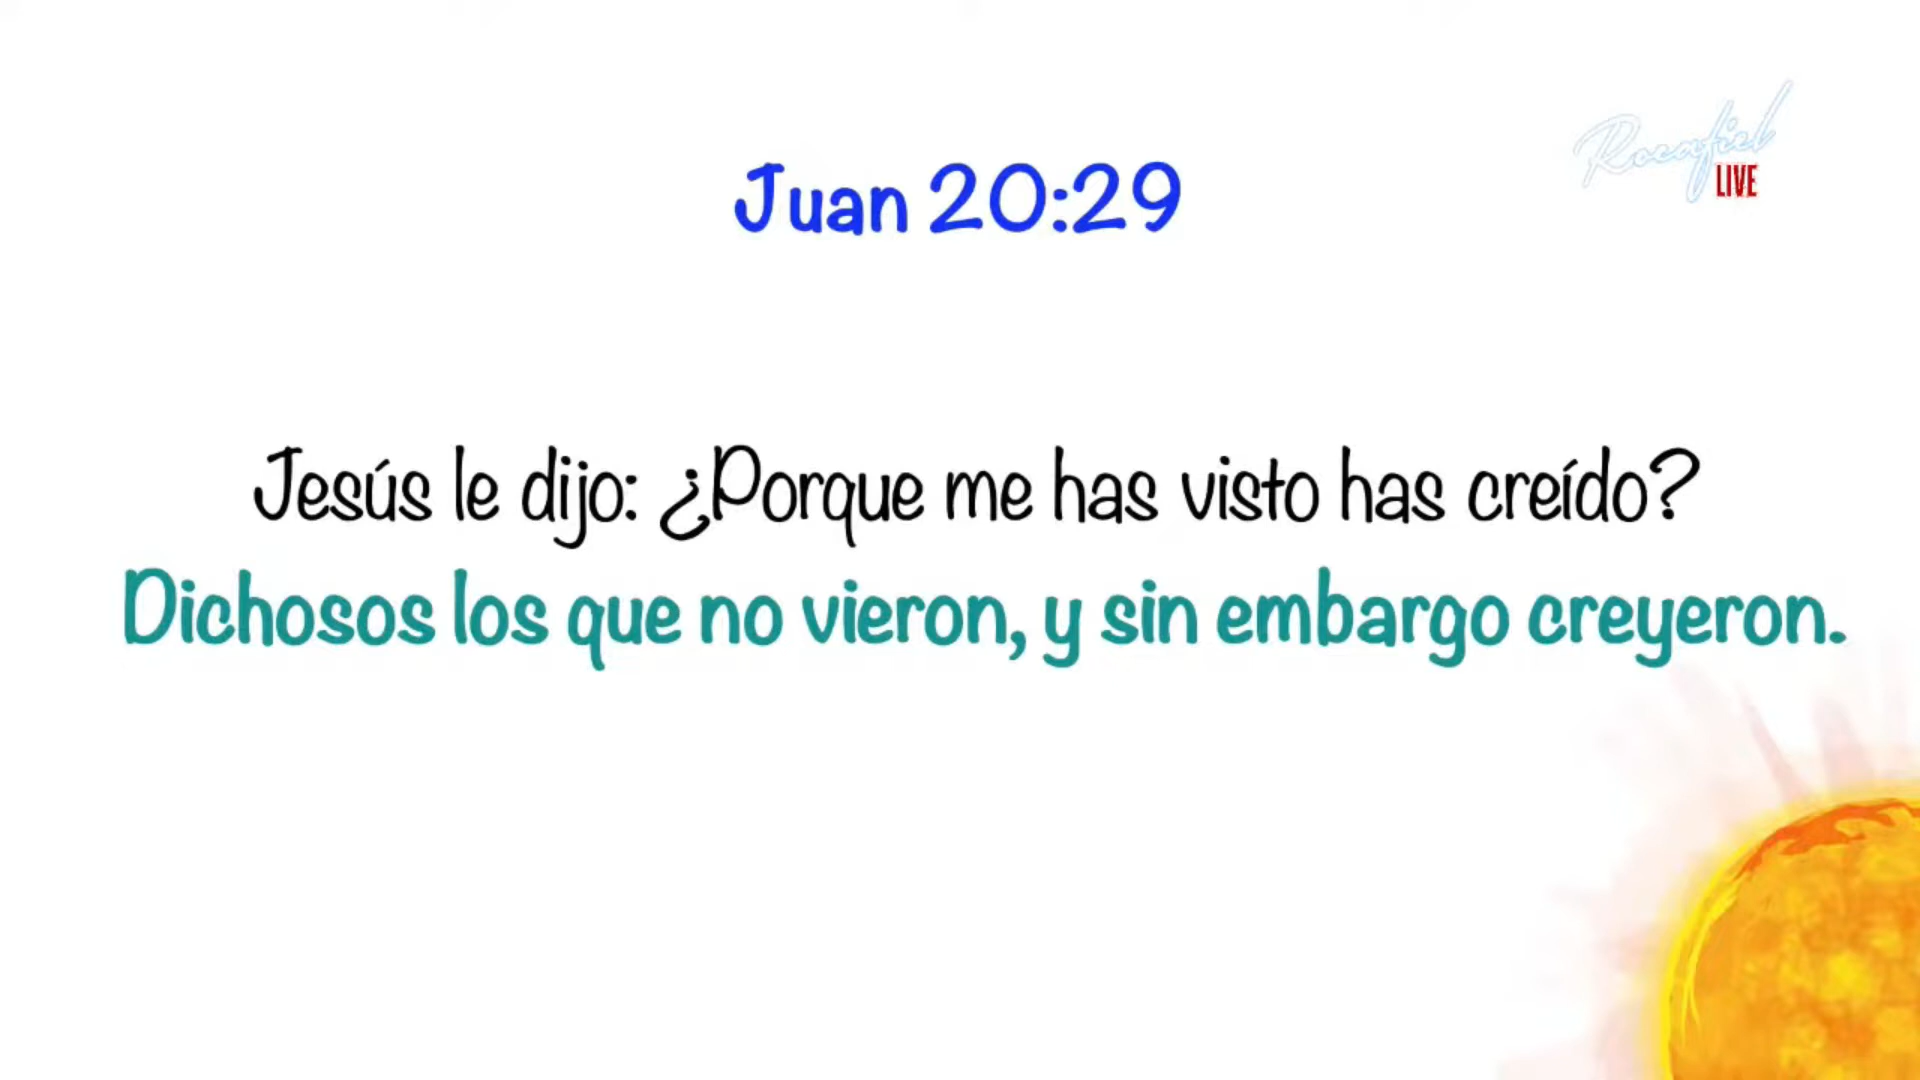 Rocafiel
LIVE
Juan 20:29
Jesús le dijo: ¿Porque me has visto has creído?
Dichosos los que no vieron, y sin embargo creyeron.